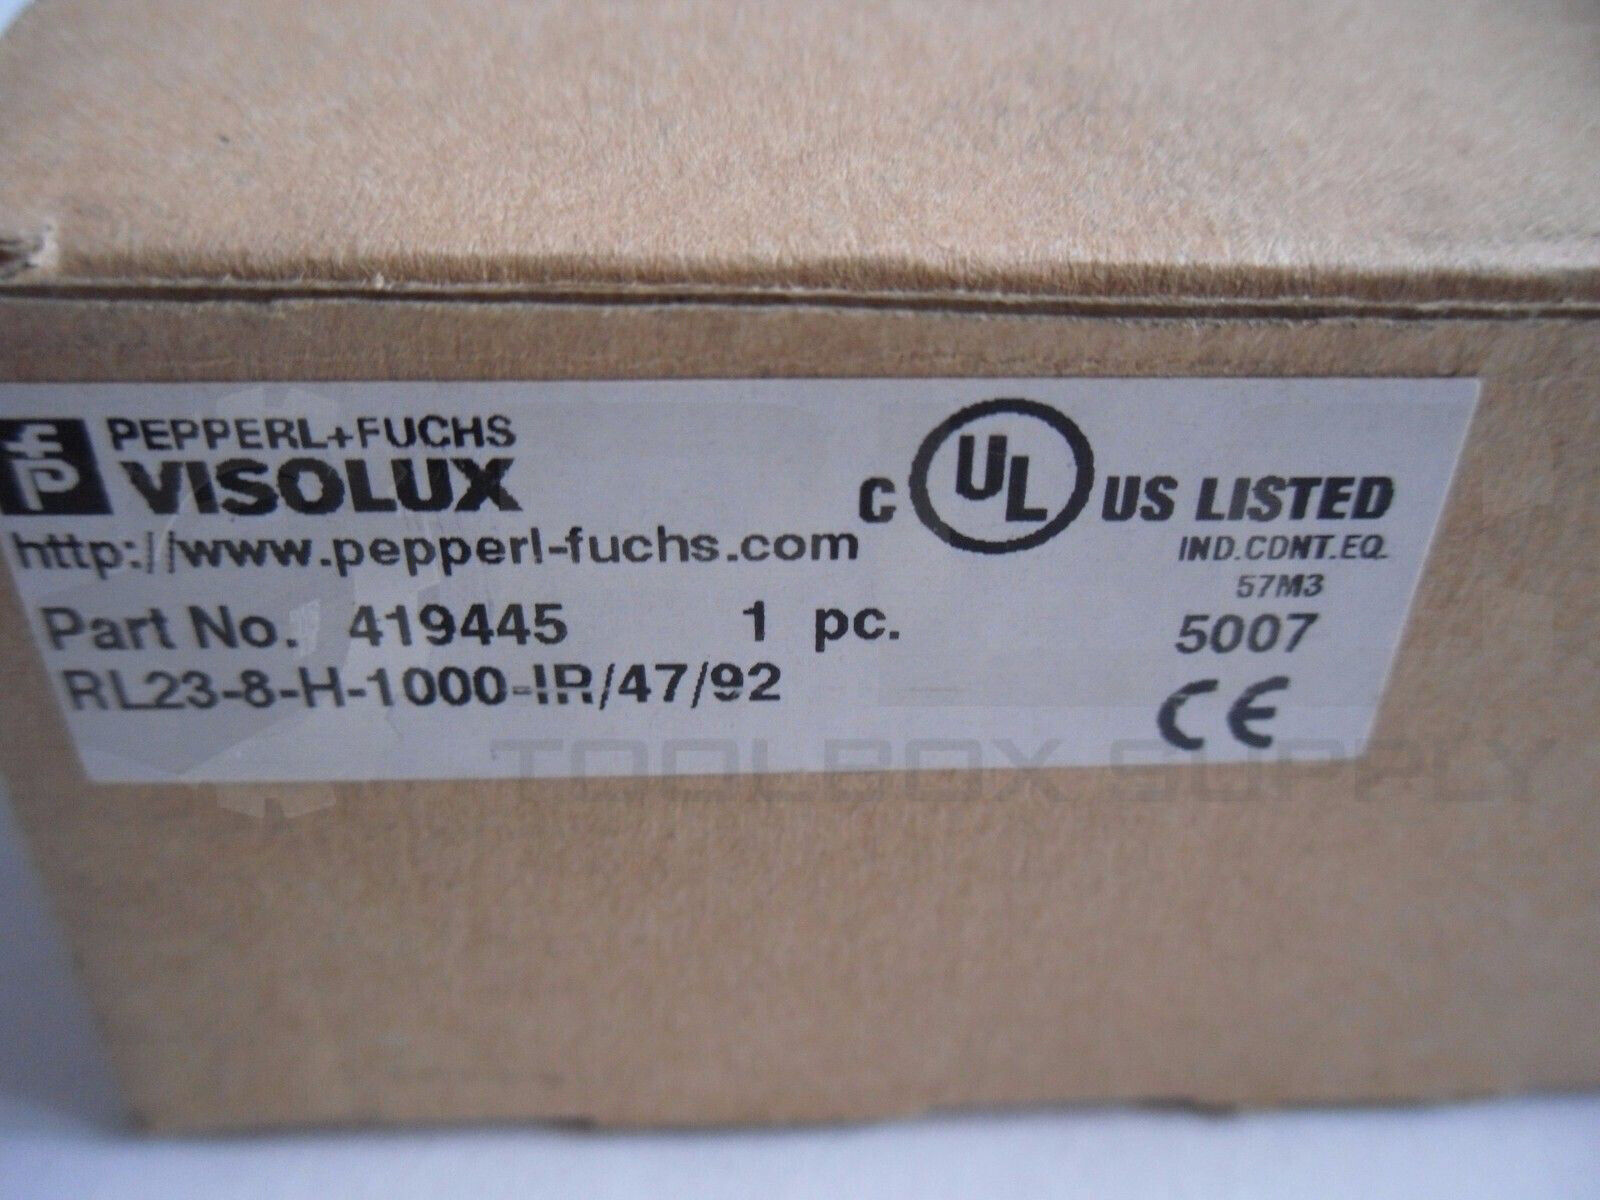 PEPPERL+FUCHS
VISOLUX
http://www.pepperl-fuchs.com
Part No. 419445 1 pc.
RL23-8-H-1000-IR/47/92
C UL US LISTED
IND.CONT.EQ.
57M3
5007
CE
TOOLBOX SUPPLY